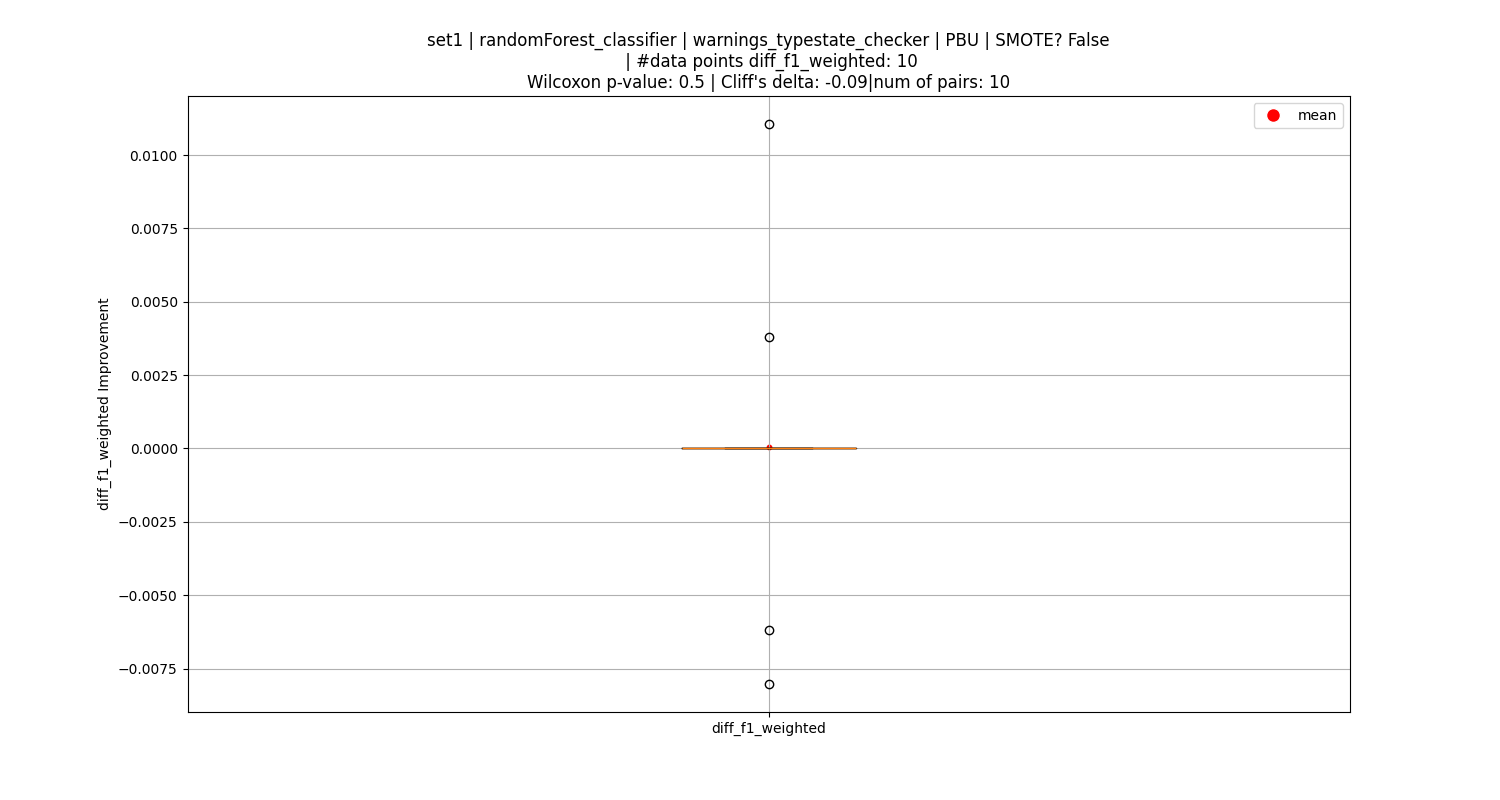 set1 | randomForest_classifier | warnings_typestate_checker | PBU | SMOTE? False
| #data points diff_f1_weighted: 10
Wilcoxon p-value: 0.5 | Cliff's delta: -0.09|num of pairs: 10
mean
0.0100
0.0075
0.0050
0.0025
0.0000
−0.0025
−0.0050
−0.0075
diff_f1_weighted Improvement
diff_f1_weighted